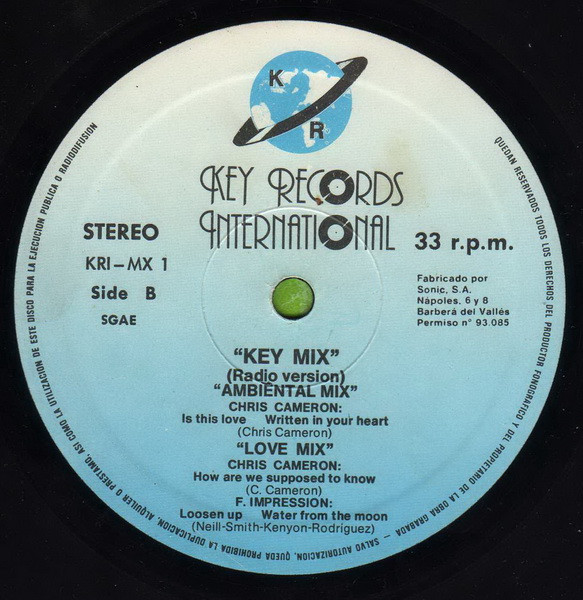 K
R
KEY RECORDS
INTERNATIONAL
STEREO
33 r.p.m.
KRI-MX 1
Side B
SGAE
Fabricado por
Sonic, S.A.
Nápoles, 6 y 8
Barberá del Vallés
Permiso n° 93.085
"KEY MIX"
(Radio version)
"AMBIENTAL MIX"
CHRIS CAMERON:
Is this love Written in your heart
(Chris Cameron)
"LOVE MIX"
CHRIS CAMERON:
How are we supposed to know
(C. Cameron)
F. IMPRESSION:
Loosen up Water from the moon
(Neill-Smith-Kenyon-Rodriguez)
QUEDAN RESERVADOS TODOS LOS DERECHOS DEL PRODUCTOR FONOGRAFICO Y DEL PROPIETARIO DE LA OBRA GRABADA - SALVO AUTORIZACION, QUEDA PROHIBIDA LA DUPLICACION, ALQUILER O PRESTAMO, ASI COMO LA UTILIZACION DE ESTE DISCO PARA LA EJECUCION PUBLICA O RADIODIFUSION